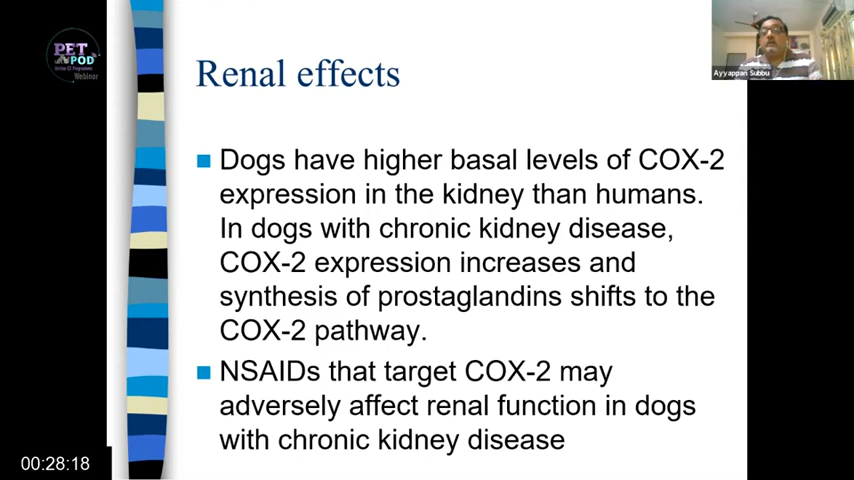 PET
POD
Webinar
Ayyappan Subbu
Renal effects
Dogs have higher basal levels of COX-2
expression in the kidney than humans.
In dogs with chronic kidney disease,
COX-2 expression increases and
synthesis of prostaglandins shifts to the
COX-2 pathway.
NSAIDs that target COX-2 may
adversely affect renal function in dogs
with chronic kidney disease
00:28:18